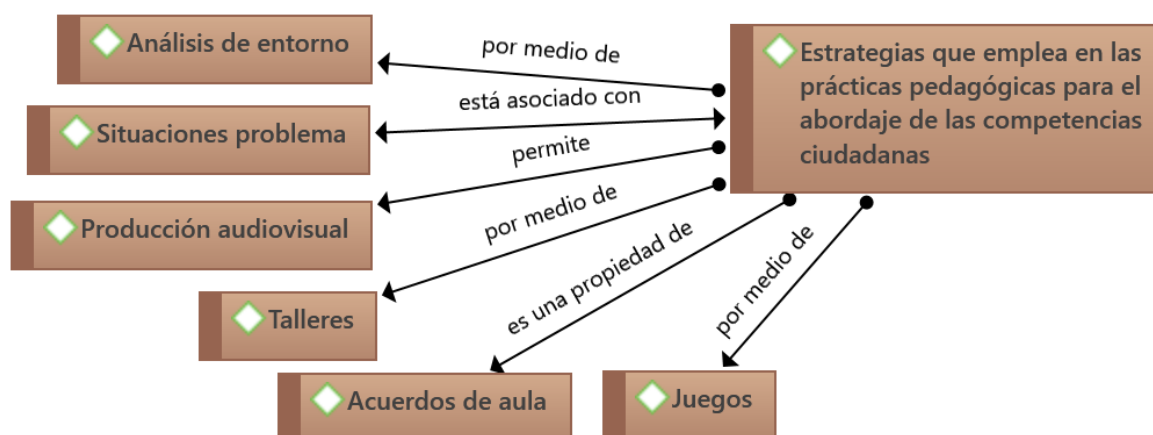 Análisis de entorno
por medio de
Estrategias que emplea en las
prácticas pedagógicas para el
abordaje de las competencias
ciudadanas
está asociado con
Situaciones problema
permite
Producción audiovisual
por medio de
Talleres
es una propiedad de
por medio de
Acuerdos de aula
Juegos